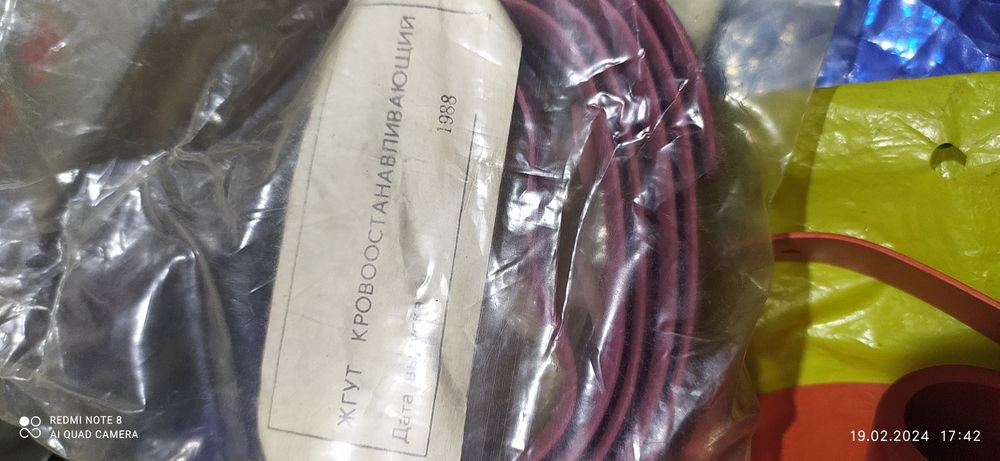 ЖГУТ КРОВООСТАНАВЛИВАЮЩИЙ
Дата 1988
REDMI NOTE 8
AI QUAD CAMERA
19.02.2024 17:42